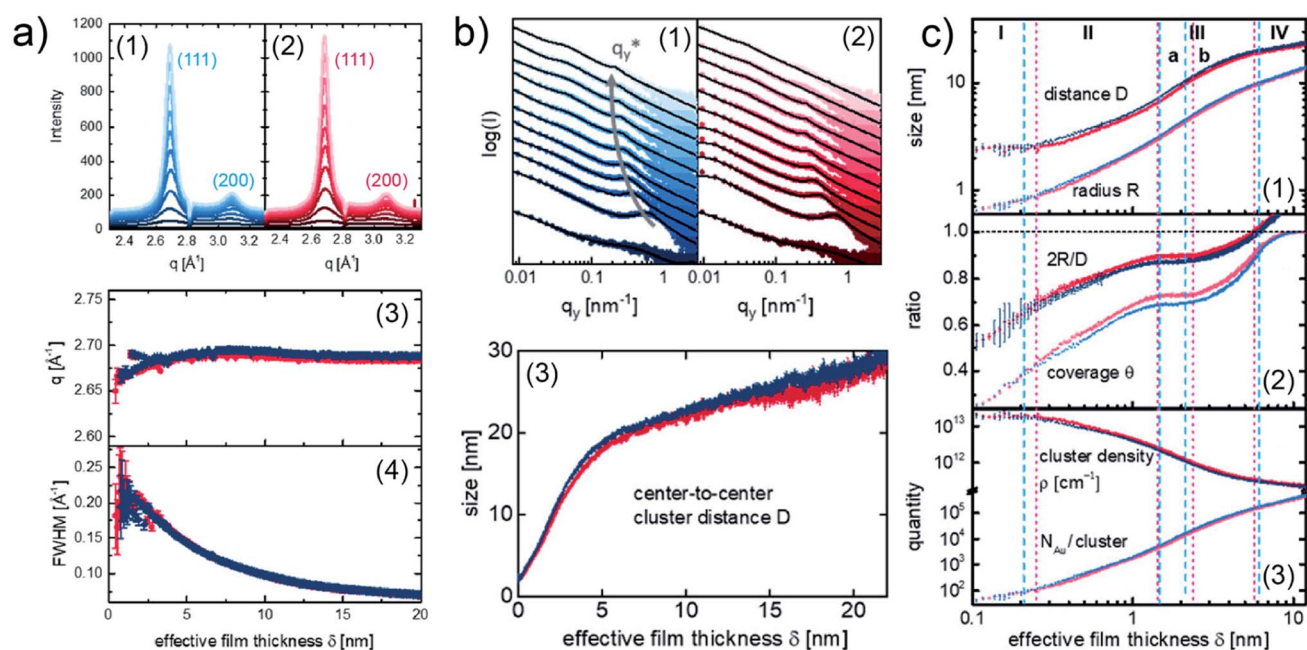 a)
(1)
(2)
(111)
(200)
(111)
(200)
Intensity
1200
1000
800
600
400
200
0
2.4 2.6 2.8 3.0 3.2 2.4 2.6 2.8 3.0 3.2
q [Å¹] q [Å¹]
(3)
q [Å⁻¹]
2.75
2.70
2.65
2.60
(4)
FWHM [Å⁻¹]
0.25
0.20
0.15
0.10
0 5 10 15 20
effective film thickness δ [nm]
b)
(1)
(2)
q_y*
log(I)
0.01 0.1 1 0.01 0.1 1
q_y [nm⁻¹] q_y [nm⁻¹]
(3)
size [nm]
30
20
10
0
center-to-center
cluster distance D
0 5 10 15 20
effective film thickness δ [nm]
c)
I II III IV
a b
size [nm]
10
1
distance D
radius R
(1)
ratio
1.0
0.8
0.6
0.4
2R/D
coverage θ
(2)
quantity
10¹³
10¹²
10⁵
10⁴
10³
10²
cluster density
ρ [cm⁻¹]
N_Au/cluster
(3)
0.1 1 10
effective film thickness δ [nm]